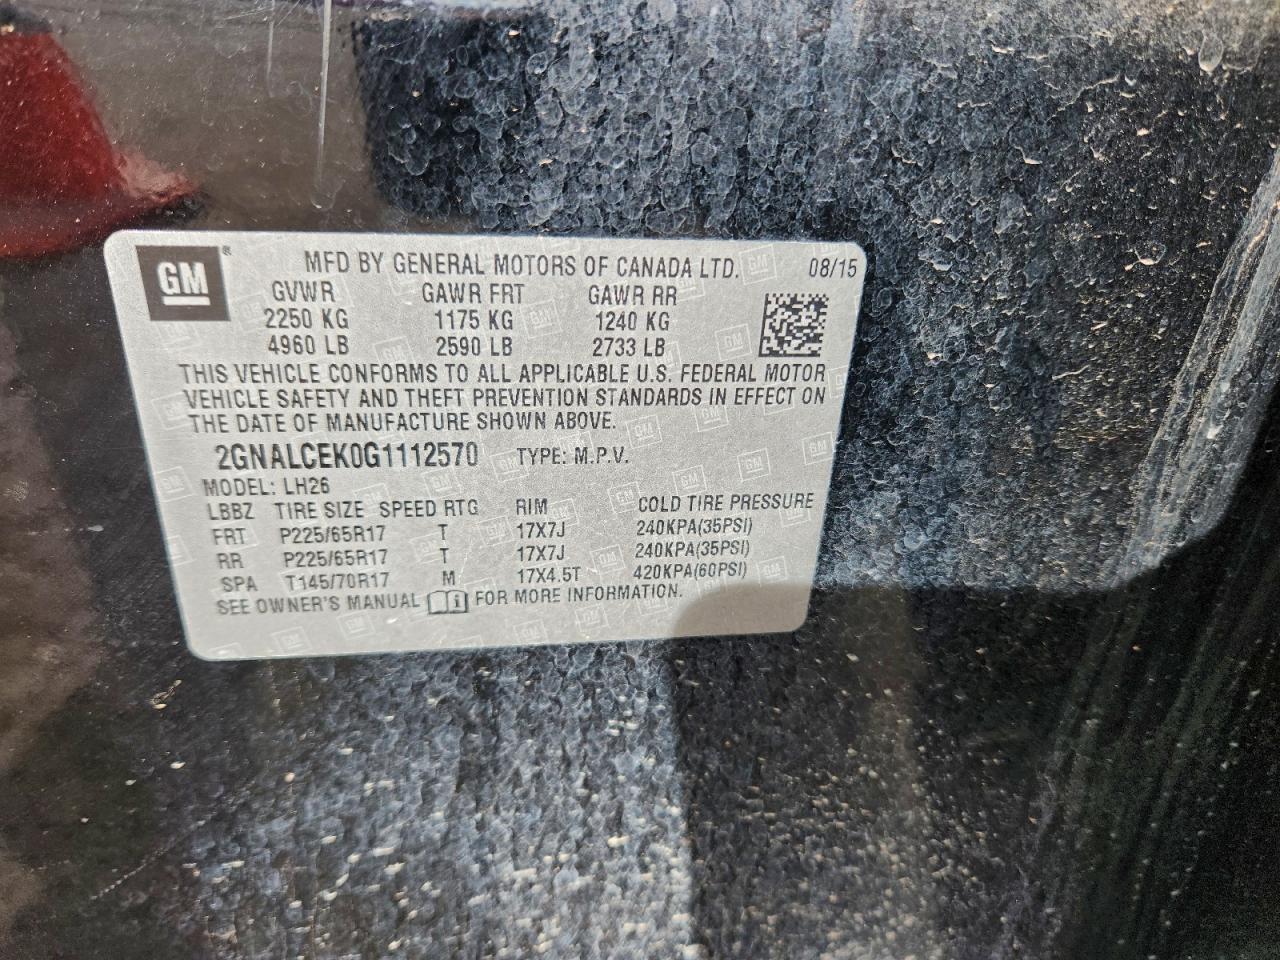 GM ® MFD BY GENERAL MOTORS OF CANADA LTD. 08/15
GVWR GAWR FRT GAWR RR
2250 KG 1175 KG 1240 KG
4960 LB 2590 LB 2733 LB
THIS VEHICLE CONFORMS TO ALL APPLICABLE U.S. FEDERAL MOTOR
VEHICLE SAFETY AND THEFT PREVENTION STANDARDS IN EFFECT ON
THE DATE OF MANUFACTURE SHOWN ABOVE.
2GNALCEK0G1112570 TYPE: M.P.V.
MODEL: LH26
LBBZ TIRE SIZE SPEED RTG RIM COLD TIRE PRESSURE
FRT P225/65R17 T 17X7J 240KPA(35PSI)
RR P225/65R17 T 17X7J 240KPA(35PSI)
SPA T145/70R17 M 17X4.5T 420KPA(60PSI)
SEE OWNER'S MANUAL FOR MORE INFORMATION.